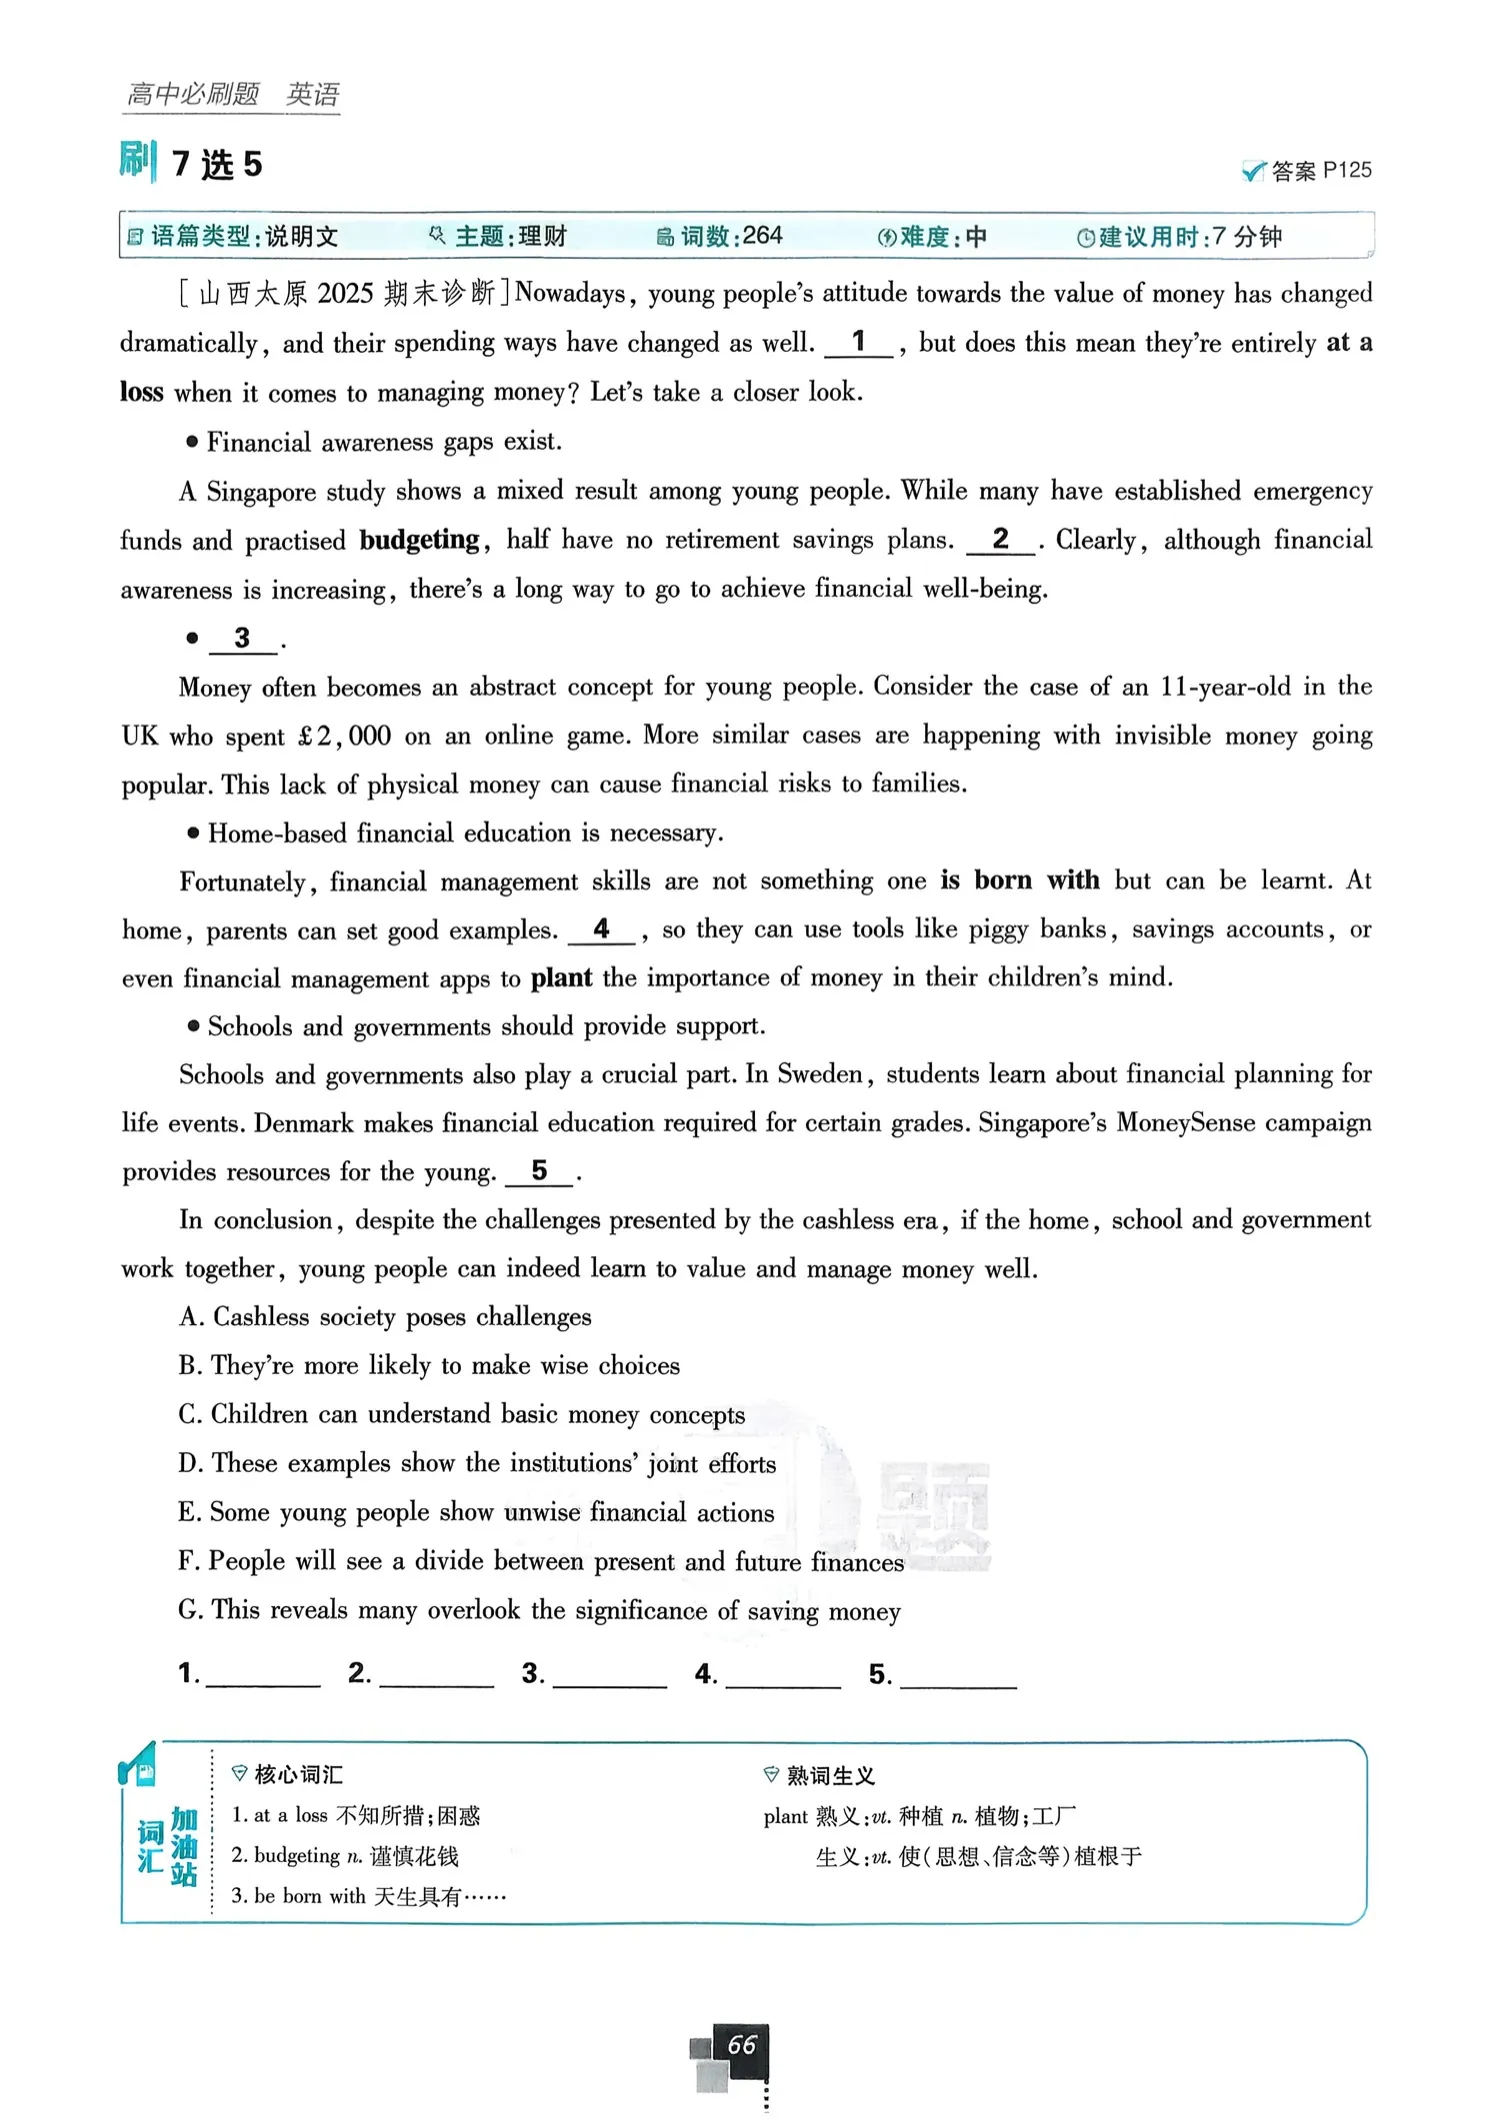 高中必刷题 英语
刷 7 选 5
答案 P125
语篇类型:说明文 主题:理财 词数:264 难度:中 建议用时:7 分钟
[山西太原 2025 期末诊断]Nowadays, young people's attitude towards the value of money has changed
dramatically, and their spending ways have changed as well. 1 , but does this mean they're entirely at a
loss when it comes to managing money? Let's take a closer look.
● Financial awareness gaps exist.
A Singapore study shows a mixed result among young people. While many have established emergency
funds and practised budgeting, half have no retirement savings plans. 2 . Clearly, although financial
awareness is increasing, there's a long way to go to achieve financial well-being.
● 3 .
Money often becomes an abstract concept for young people. Consider the case of an 11-year-old in the
UK who spent £2,000 on an online game. More similar cases are happening with invisible money going
popular. This lack of physical money can cause financial risks to families.
● Home-based financial education is necessary.
Fortunately, financial management skills are not something one is born with but can be learnt. At
home, parents can set good examples. 4 , so they can use tools like piggy banks, savings accounts, or
even financial management apps to plant the importance of money in their children's mind.
● Schools and governments should provide support.
Schools and governments also play a crucial part. In Sweden, students learn about financial planning for
life events. Denmark makes financial education required for certain grades. Singapore's MoneySense campaign
provides resources for the young. 5 .
In conclusion, despite the challenges presented by the cashless era, if the home, school and government
work together, young people can indeed learn to value and manage money well.
A. Cashless society poses challenges
B. They're more likely to make wise choices
C. Children can understand basic money concepts
D. These examples show the institutions' joint efforts
E. Some young people show unwise financial actions
F. People will see a divide between present and future finances
G. This reveals many overlook the significance of saving money
1. 2. 3. 4. 5.
词汇加油站
核心词汇
1. at a loss 不知所措;困惑
2. budgeting n. 谨慎花钱
3. be born with 天生具有……
熟词生义
plant 熟义:vt. 种植 n. 植物;工厂
生义:vt. 使(思想、信念等)植根于
题
66